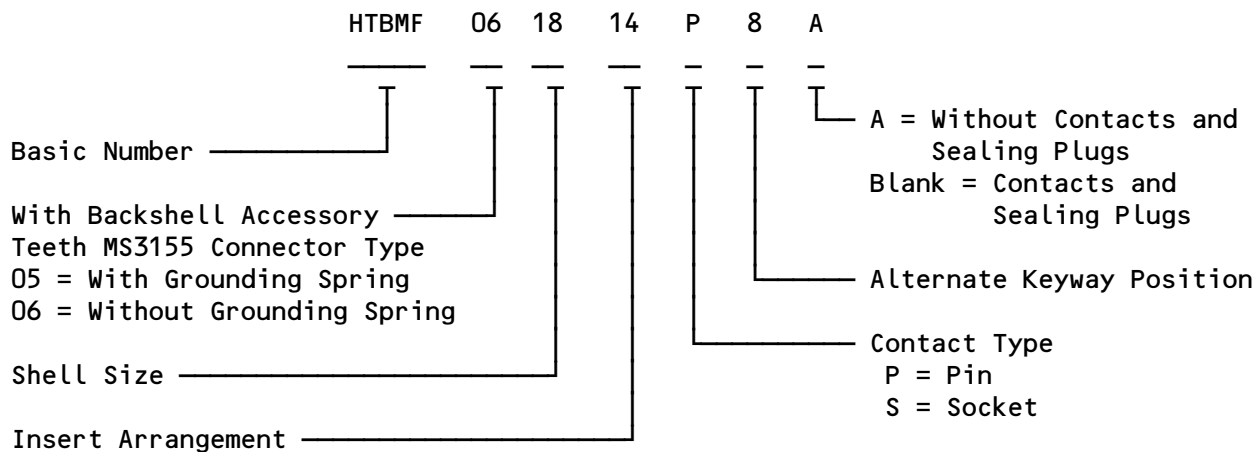 HTBMF 06 18 14 P 8 A
A = Without Contacts and
Sealing Plugs
Basic Number
Blank = Contacts and
Sealing Plugs
With Backshell Accessory
Teeth MS3155 Connector Type
05 = With Grounding Spring
Alternate Keyway Position
06 = Without Grounding Spring
Contact Type
Shell Size
P = Pin
S = Socket
Insert Arrangement